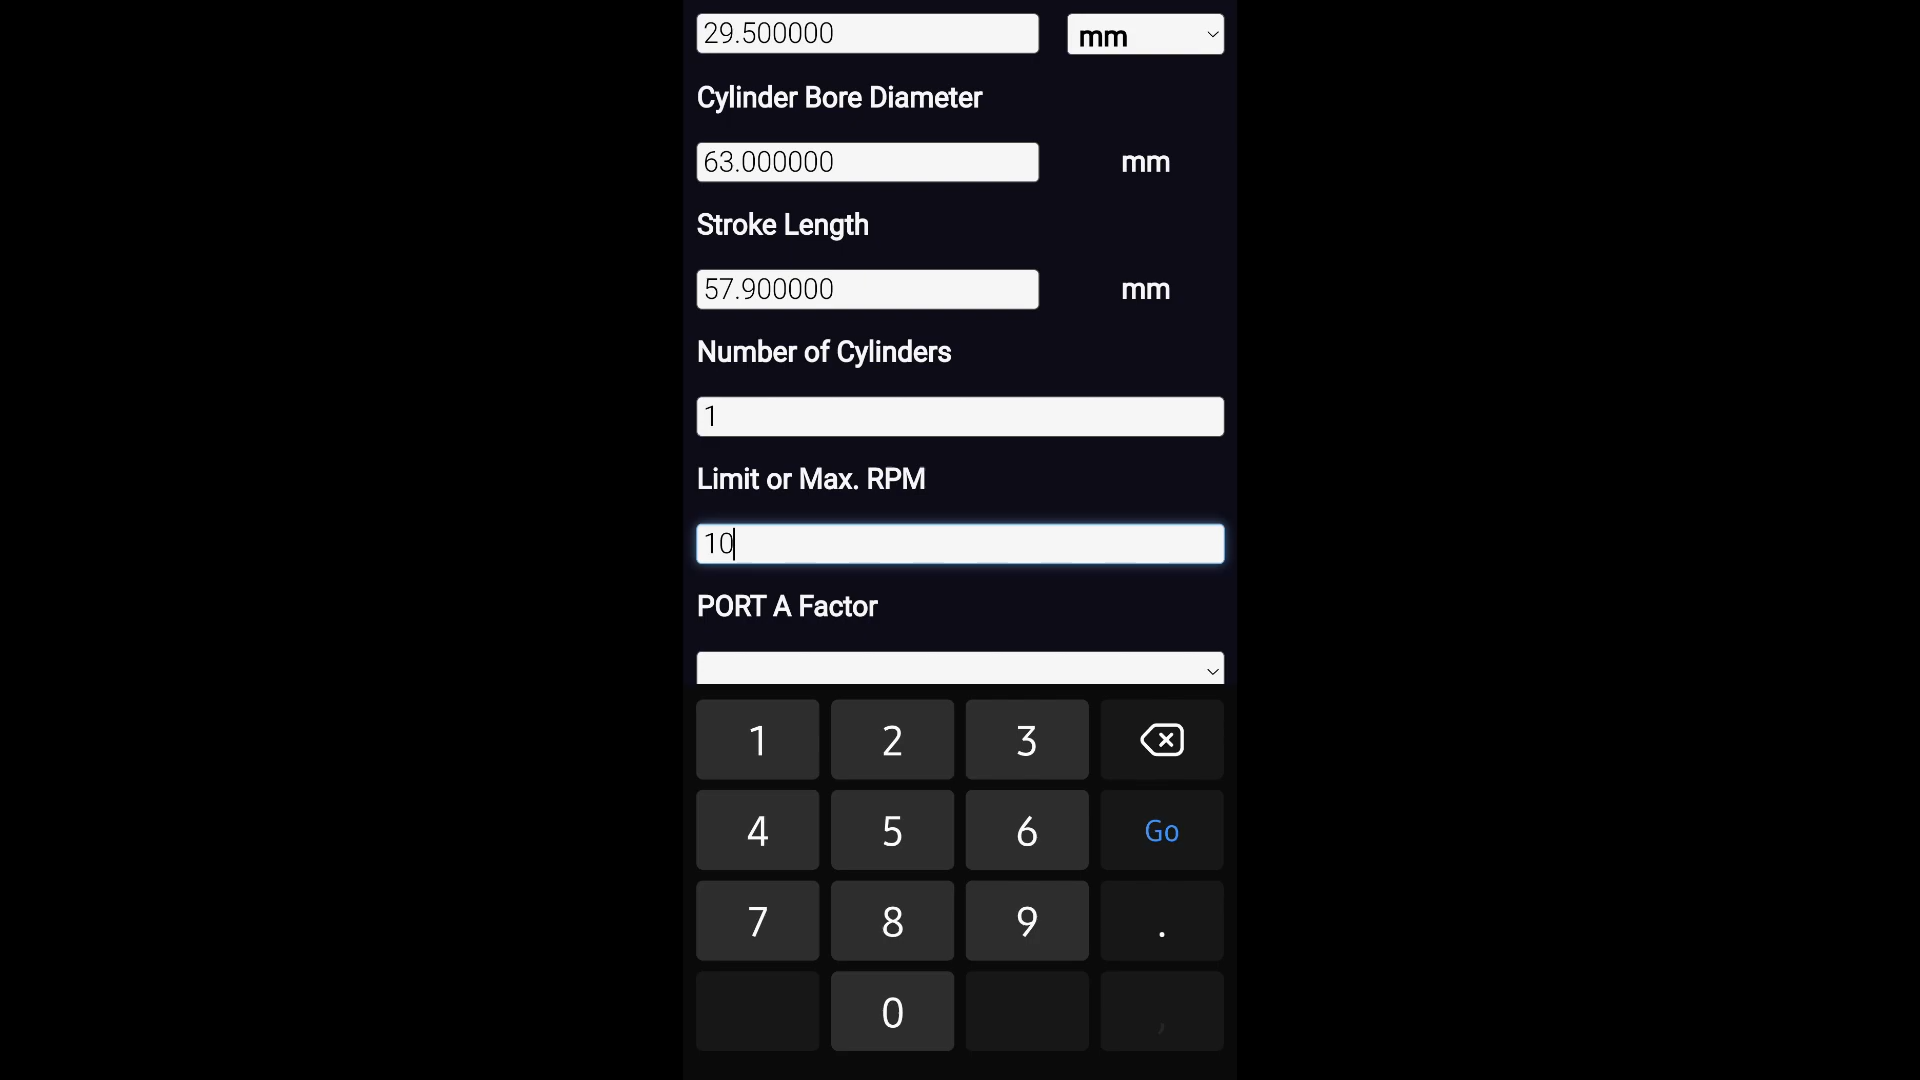 29.500000 mm
Cylinder Bore Diameter
63.000000 mm
Stroke Length
57.900000 mm
Number of Cylinders
1
Limit or Max. RPM
10
PORT A Factor
1 2 3
4 5 6 Go
7 8 9 .
0 ,